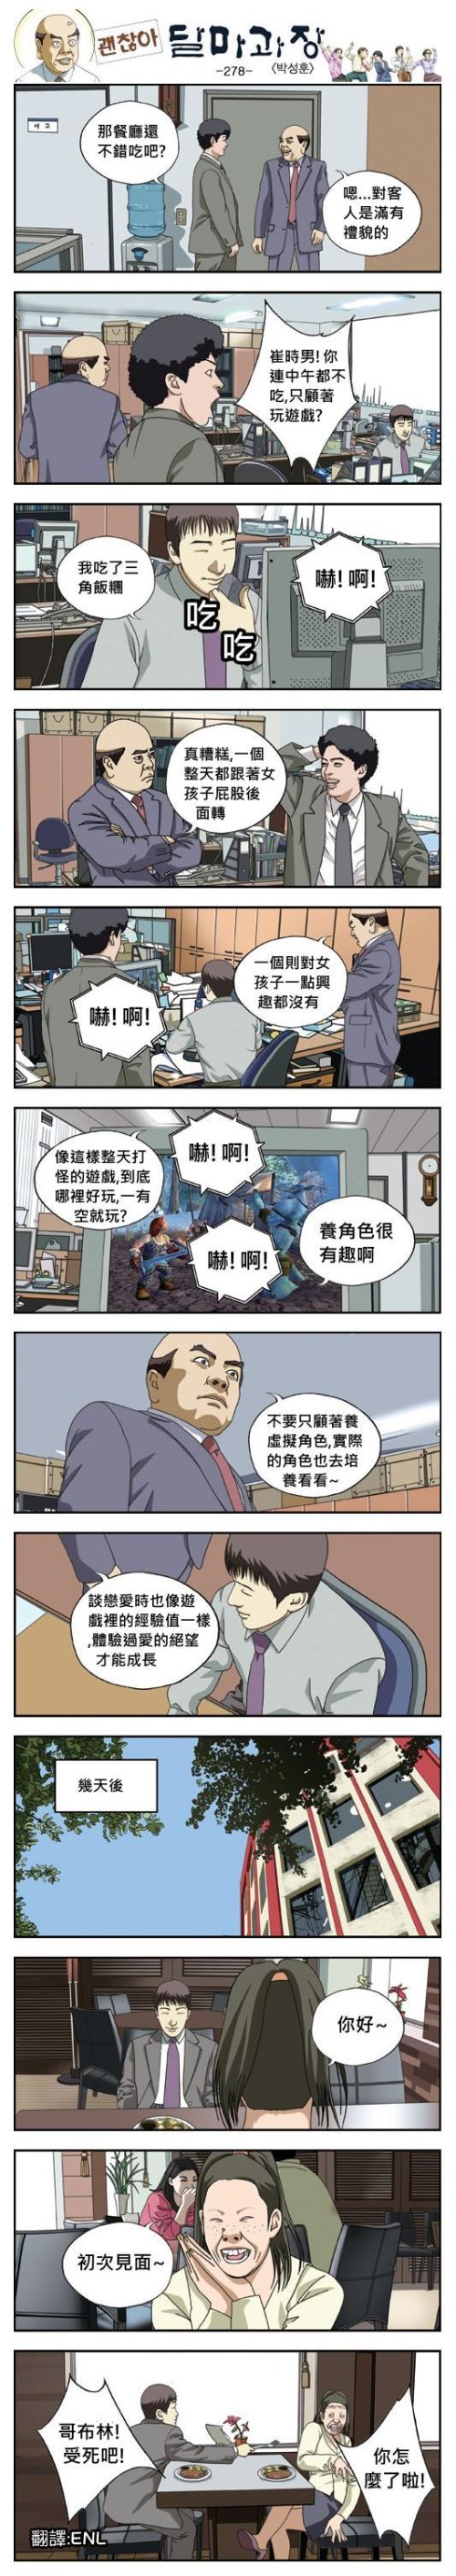 괜찮아
달마과장
-278-
〈박성훈〉
서고
那餐廳還
不錯吃吧?
嗯...對客
人是滿有
禮貌的
崔時男!你
連中午都不
吃,只顧著
玩遊戲?
我吃了三
角飯糰
吃
吃
嚇!啊!
真糟糕,一個
整天都跟著女
孩子屁股後
面轉
嚇!啊!
一個則對女
孩子一點興
趣都沒有
像這樣整天打
怪的遊戲,到底
哪裡好玩,一有
空就玩?
嚇!啊!
嚇!啊!
養角色很
有趣啊
不要只顧著養
虛擬角色,實際
的角色也去培
養看看~
談戀愛時也像遊
戲裡的經驗值一樣
,體驗過愛的絕望
才能成長
幾天後
你好~
初次見面~
哥布林!
受死吧!
你怎
麼了啦!
翻譯:ENL